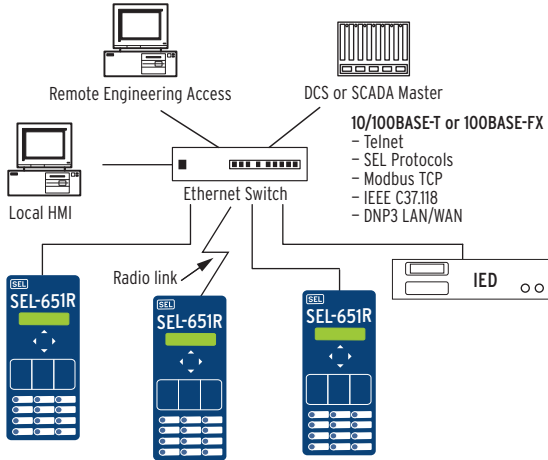 Remote Engineering Access
DCS or SCADA Master
10/100BASE-T or 100BASE-FX
– Telnet
– SEL Protocols
– Modbus TCP
– IEEE C37.118
– DNP3 LAN/WAN
Local HMI
Ethernet Switch
Radio link
IED
SEL
SEL-651R
SEL
SEL-651R
SEL
SEL-651R